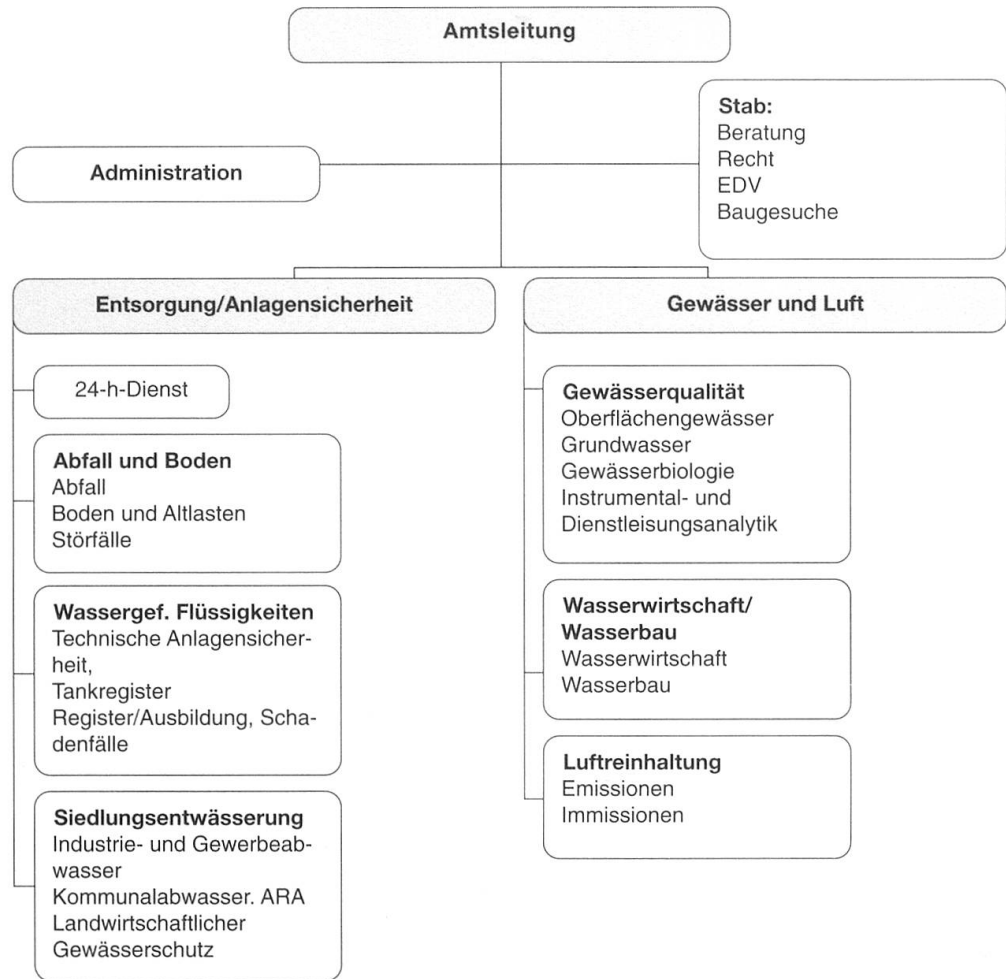 Amtsleitung
Stab:
Beratung
Recht
EDV
Baugesuche
Administration
Entsorgung/Anlagensicherheit
24-h-Dienst
Abfall und Boden
Abfall
Boden und Altlasten
Störfälle
Wassergef. Flüssigkeiten
Technische Anlagensicher-
heit,
Tankregister
Register/Ausbildung, Scha-
denfälle
Siedlungsentwässerung
Industrie- und Gewerbeab-
wasser
Kommunalabwasser. ARA
Landwirtschaftlicher
Gewässerschutz
Gewässer und Luft
Gewässerqualität
Oberflächengewässer
Grundwasser
Gewässerbiologie
Instrumental- und
Dienstleisungsanalytik
Wasserwirtschaft/
Wasserbau
Wasserwirtschaft
Wasserbau
Luftreinhaltung
Emissionen
Immissionen